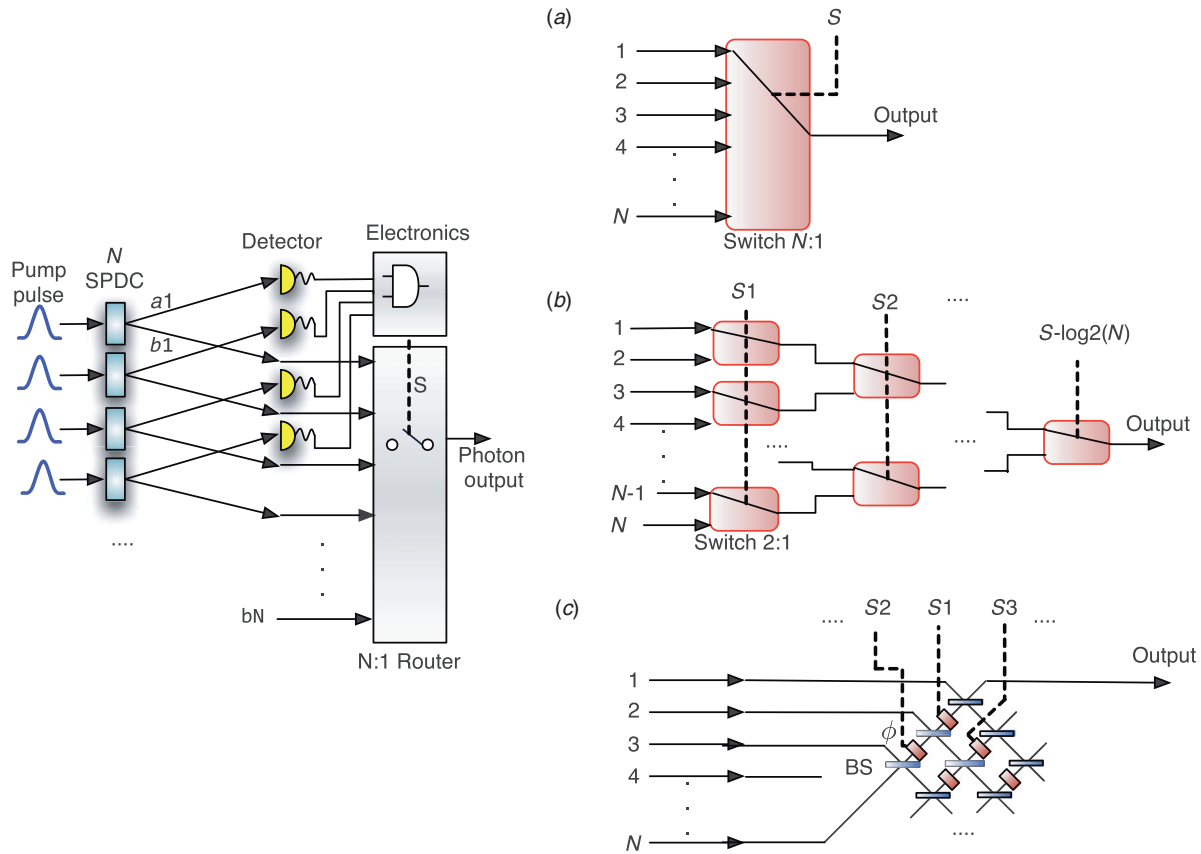 Pump
pulse
N
SPDC
a1
b1
....
Detector
Electronics
S
Photon
output
bN
N:1 Router
(a)
S
1
2
3
4
N
Output
Switch N:1
(b)
S1
S2
....
S-log2(N)
1
2
3
4
N-1
N
....
....
Output
Switch 2:1
(c)
....
S2
S1
S3
....
1
2
3
4
N
ϕ
BS
Output
....